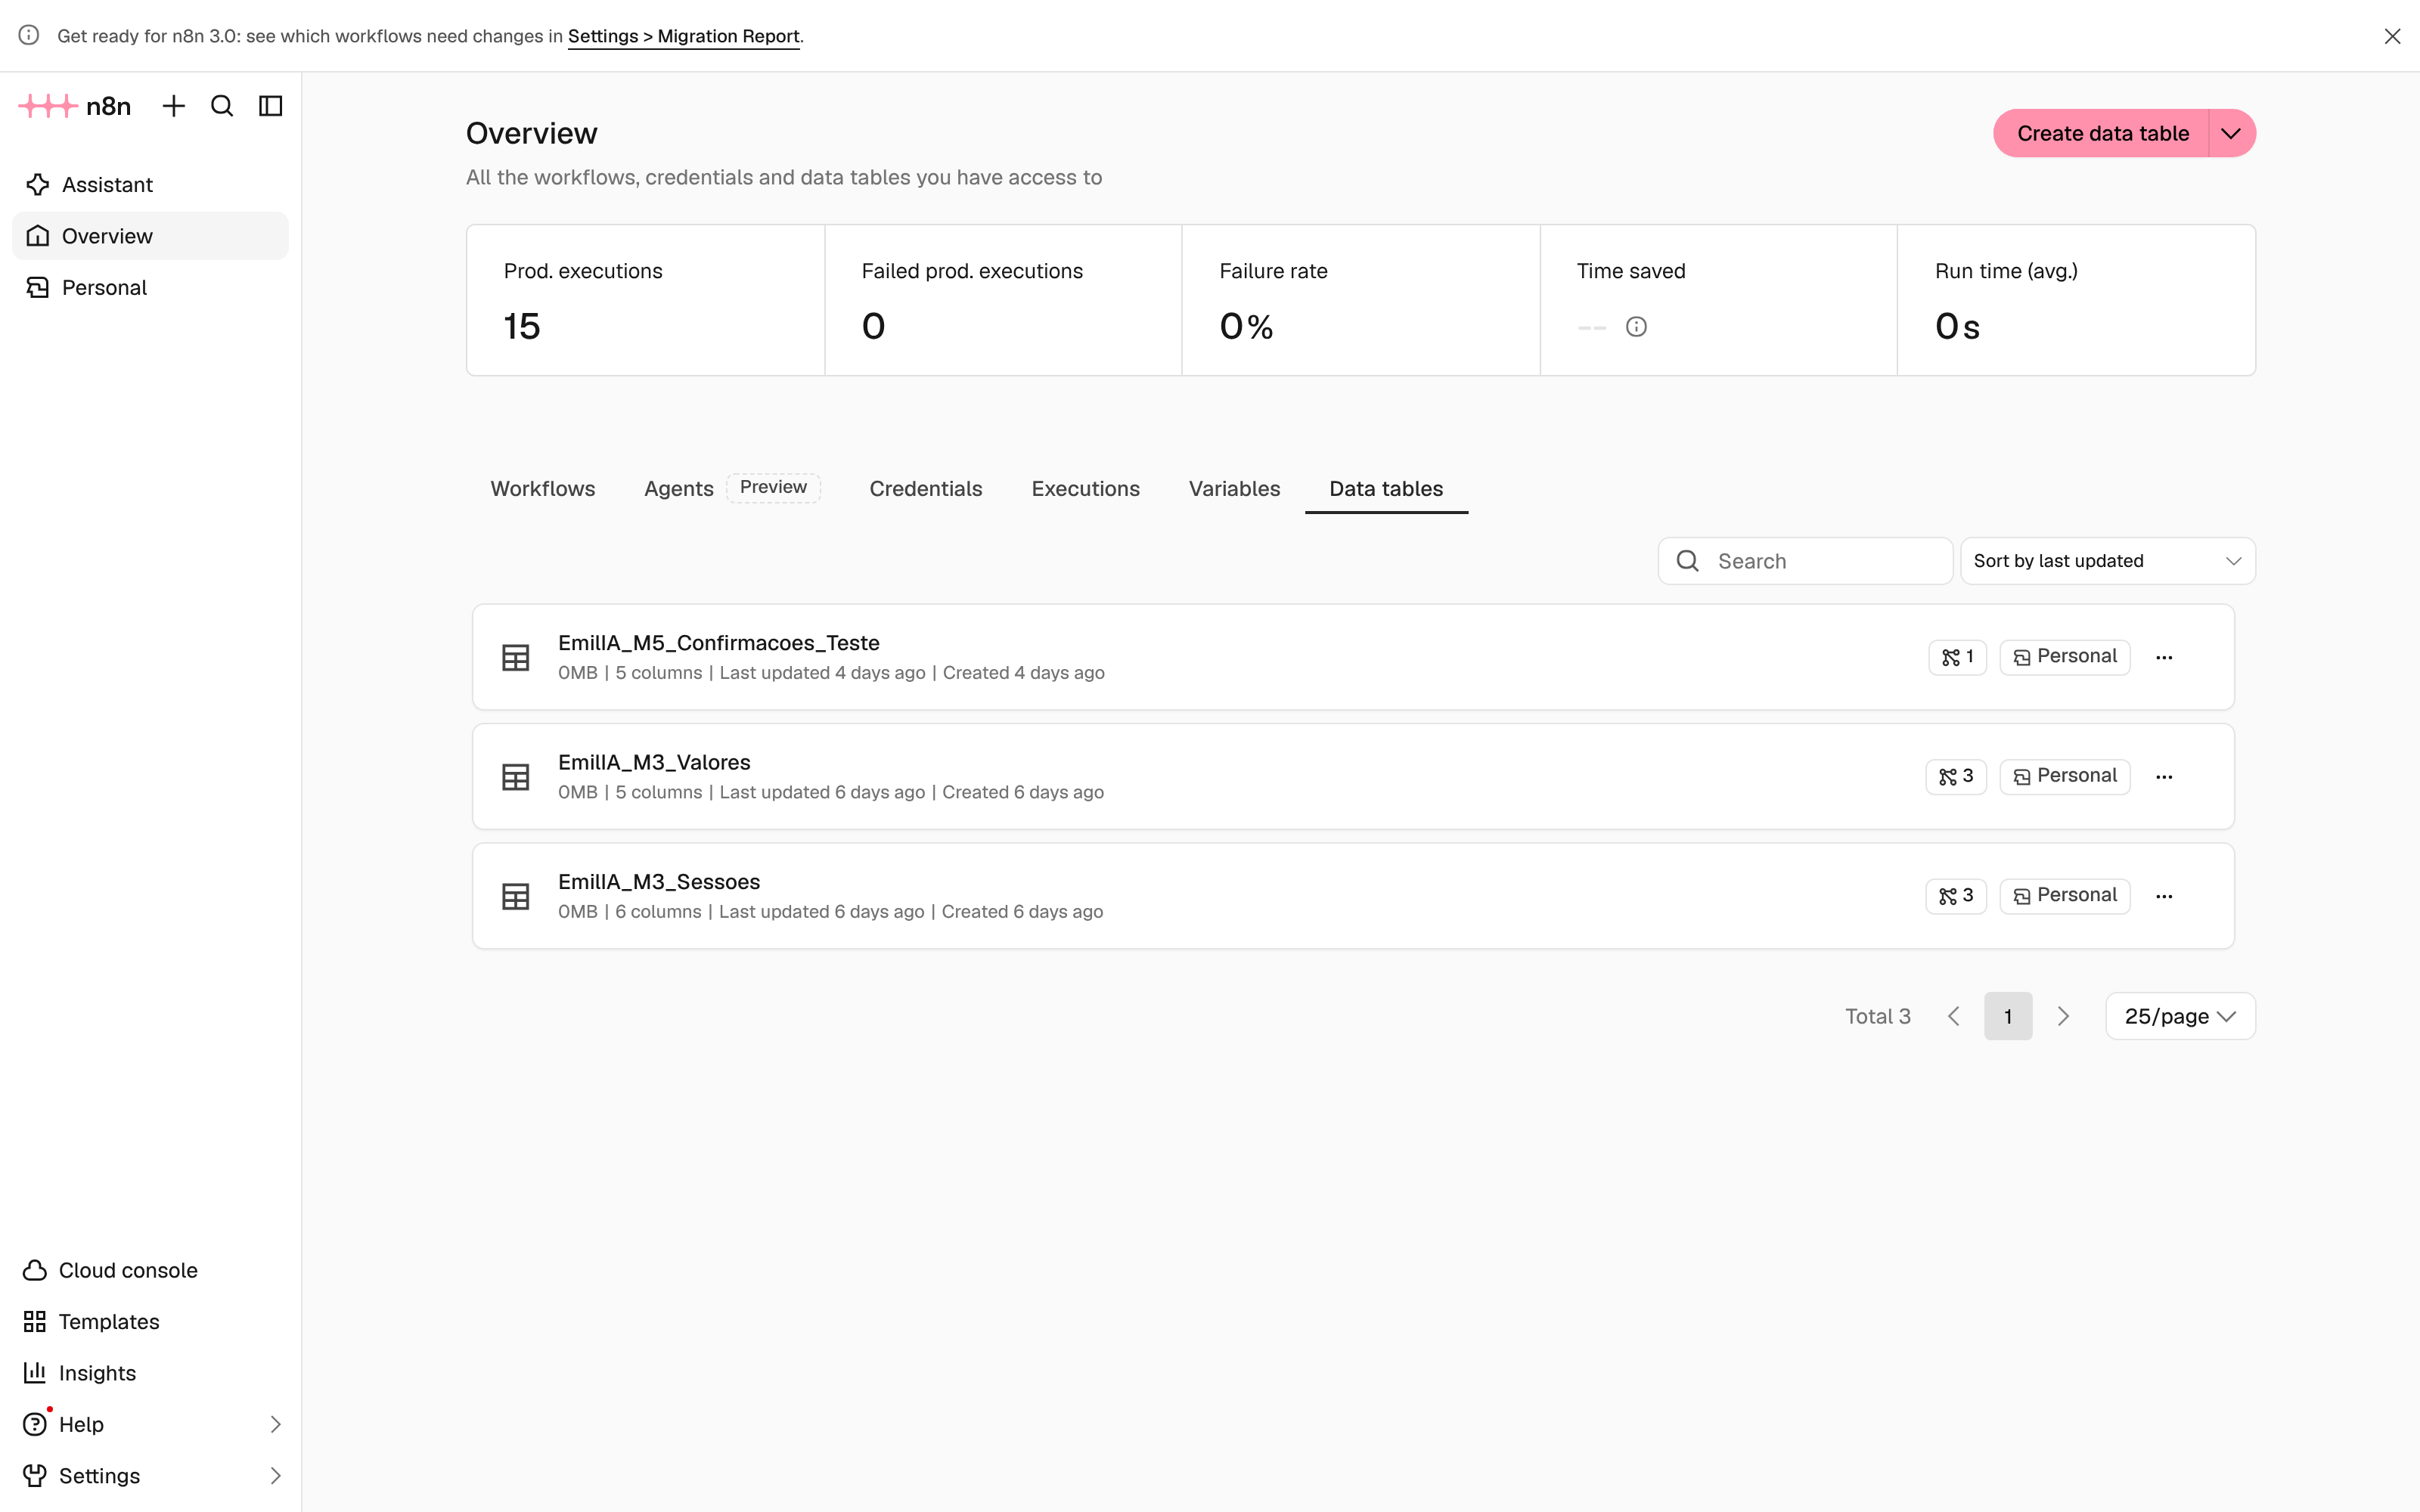 Get ready for n8n 3.0: see which workflows need changes in Settings > Migration Report.
n8n
Assistant
Overview
Personal
Overview
Create data table
All the workflows, credentials and data tables you have access to
Prod. executions
15
Failed prod. executions
0
Failure rate
0%
Time saved
--
Run time (avg.)
0s
Workflows Agents Preview Credentials Executions Variables Data tables
Search
Sort by last updated
EmilIA_M5_Confirmacoes_Teste
0MB | 5 columns | Last updated 4 days ago | Created 4 days ago
1 Personal
EmilIA_M3_Valores
0MB | 5 columns | Last updated 6 days ago | Created 6 days ago
3 Personal
EmilIA_M3_Sessoes
0MB | 6 columns | Last updated 6 days ago | Created 6 days ago
3 Personal
Total 3 1 25/page
Cloud console
Templates
Insights
Help
Settings